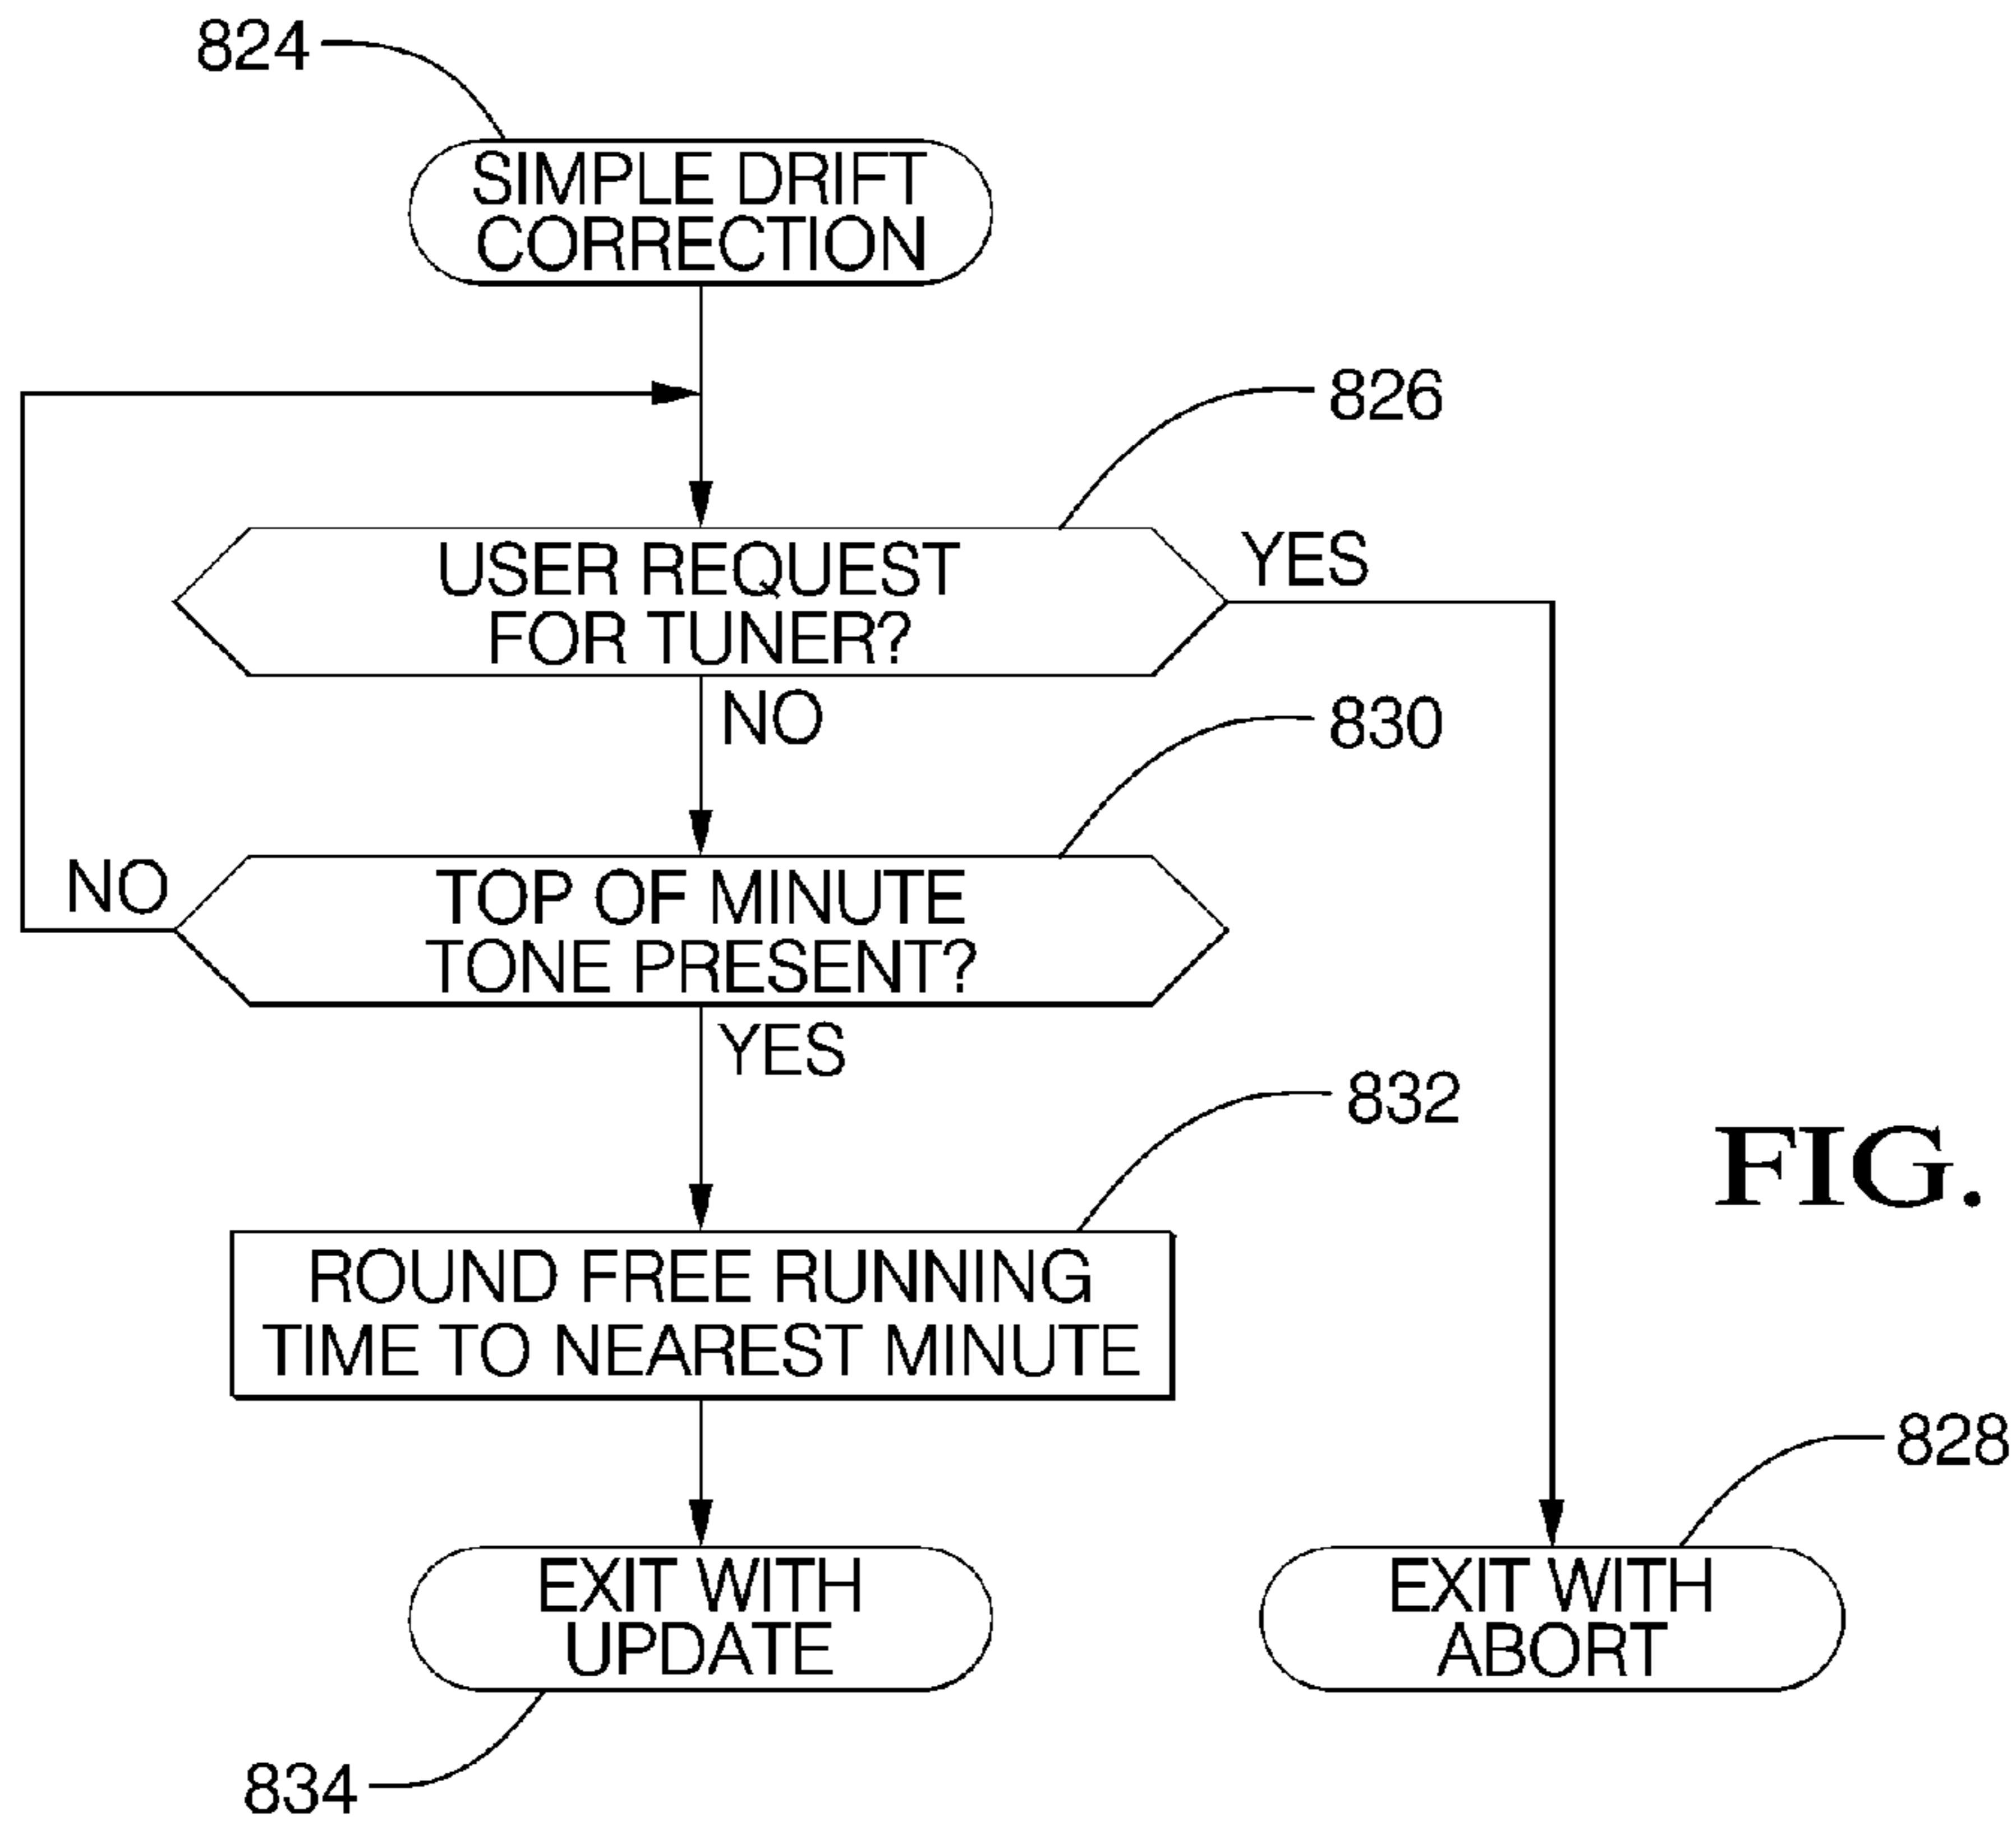 824
SIMPLE DRIFT
CORRECTION
826
USER REQUEST
FOR TUNER?
YES
NO
830
TOP OF MINUTE
TONE PRESENT?
NO
YES
832
FIG.
ROUND FREE RUNNING
TIME TO NEAREST MINUTE
828
EXIT WITH
UPDATE
EXIT WITH
ABORT
834